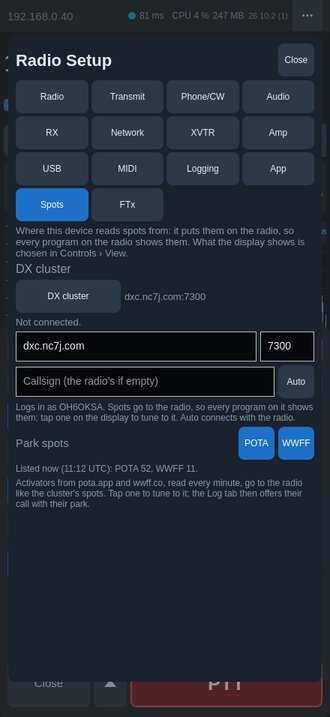 192.168.0.40 81 ms CPU 4 % 247 MB 26.10.2 (1) ···
Radio Setup Close
Radio Transmit Phone/CW Audio
RX Network XVTR Amp
USB MIDI Logging App
Spots FTx
Where this device reads spots from: it puts them on the radio, so
every program on the radio shows them. What the display shows is
chosen in Controls › View.
DX cluster
DX cluster dxc.nc7j.com:7300
Not connected.
dxc.nc7j.com 7300
Callsign (the radio's if empty) Auto
Logs in as OH6OKSA. Spots go to the radio, so every program on it shows
them; tap one on the display to tune to it. Auto connects with the radio.
Park spots POTA WWFF
Listed now (11:12 UTC): POTA 52, WWFF 11.
Activators from pota.app and wwff.co, read every minute, go to the radio
like the cluster's spots. Tap one to tune to it; the Log tab then offers their
call with their park.
Close PTT